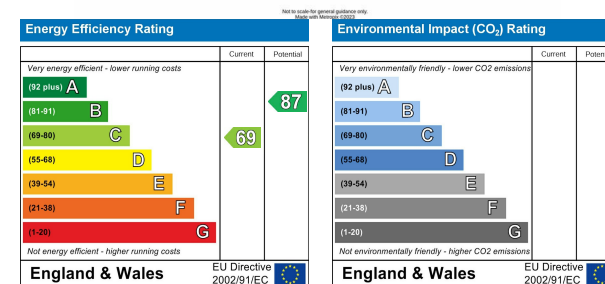 Not to scale-for general guidance only.
Made with Metropix ©2023
Energy Efficiency Rating
Current Potential
Very energy efficient - lower running costs
(92 plus) A
(81-91) B
87
(69-80) C
69
(55-68) D
(39-54) E
(21-38) F
(1-20) G
Not energy efficient - higher running costs
England & Wales
EU Directive
2002/91/EC
Environmental Impact (CO2) Rating
Current Poten
Very environmentally friendly - lower CO2 emissions
(92 plus) A
(81-91) B
(69-80) C
(55-68) D
(39-54) E
(21-38) F
(1-20) G
Not environmentally friendly - higher CO2 emissions
England & Wales
EU Directive
2002/91/EC